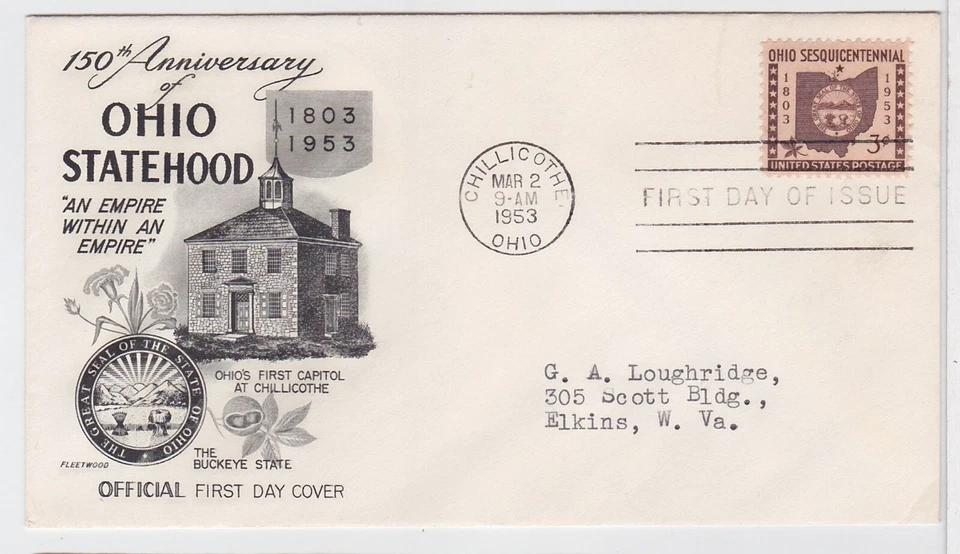 150th Anniversary
of
OHIO
STATEHOOD
1803
1953
"AN EMPIRE
WITHIN AN
EMPIRE"
THE GREAT SEAL OF THE STATE OF OHIO
OHIO'S FIRST CAPITOL
AT CHILLICOTHE
THE
BUCKEYE STATE
FLEETWOOD
OFFICIAL FIRST DAY COVER
CHILLICOTHE
MAR 2
9-AM
1953
OHIO
OHIO SESQUICENTENNIAL
1803
1953
3¢
UNITED STATES POSTAGE
FIRST DAY OF ISSUE
G. A. Loughridge,
305 Scott Bldg.,
Elkins, W. Va.